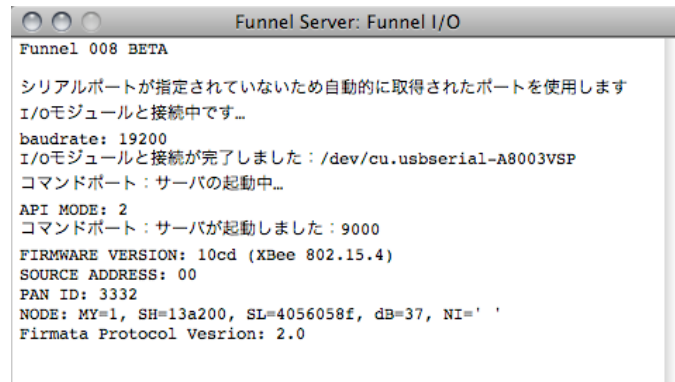 Funnel Server: Funnel I/O
Funnel 008 BETA
シリアルポートが指定されていないため自動的に取得されたポートを使用します
I/Oモジュールと接続中です…
baudrate: 19200
I/Oモジュールと接続が完了しました：/dev/cu.usbserial-A8003VSP
コマンドポート：サーバの起動中…
API MODE: 2
コマンドポート：サーバが起動しました：9000
FIRMWARE VERSION: 10cd (XBee 802.15.4)
SOURCE ADDRESS: 00
PAN ID: 3332
NODE: MY=1, SH=13a200, SL=4056058f, dB=37, NI=' '
Firmata Protocol Vesrion: 2.0